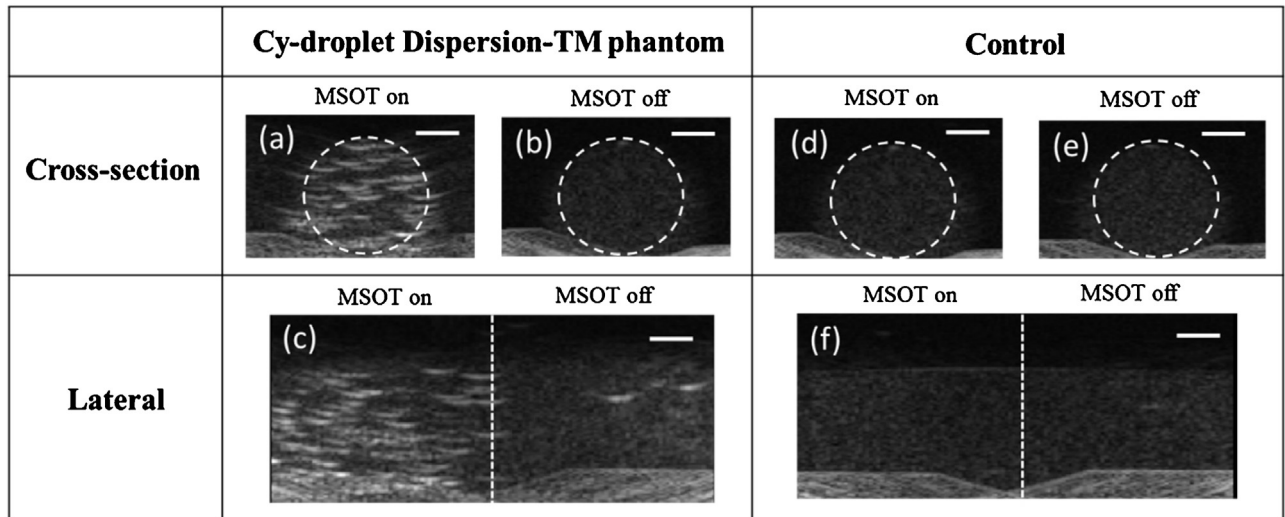 Cy-droplet Dispersion-TM phantom
Control
Cross-section
MSOT on
MSOT off
MSOT on
MSOT off
(a)
(b)
(d)
(e)
Lateral
MSOT on
MSOT off
MSOT on
MSOT off
(c)
(f)